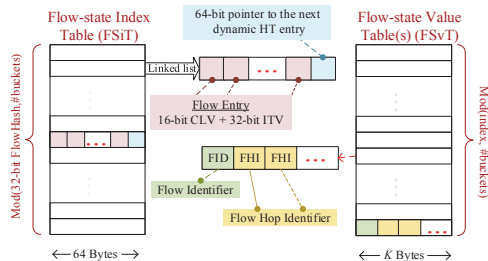 Flow-state Index
Table (FSiT)
64-bit pointer to the next
dynamic HT entry
Flow-state Value
Table(s) (FSvT)
Linked list
...
Flow Entry
16-bit CLV + 32-bit ITV
Mod(32-bit FlowHash,#buckets)
...
Mod(index, #buckets)
FID FHI FHI ...
Flow Identifier
Flow Hop Identifier
...
64 Bytes
K Bytes